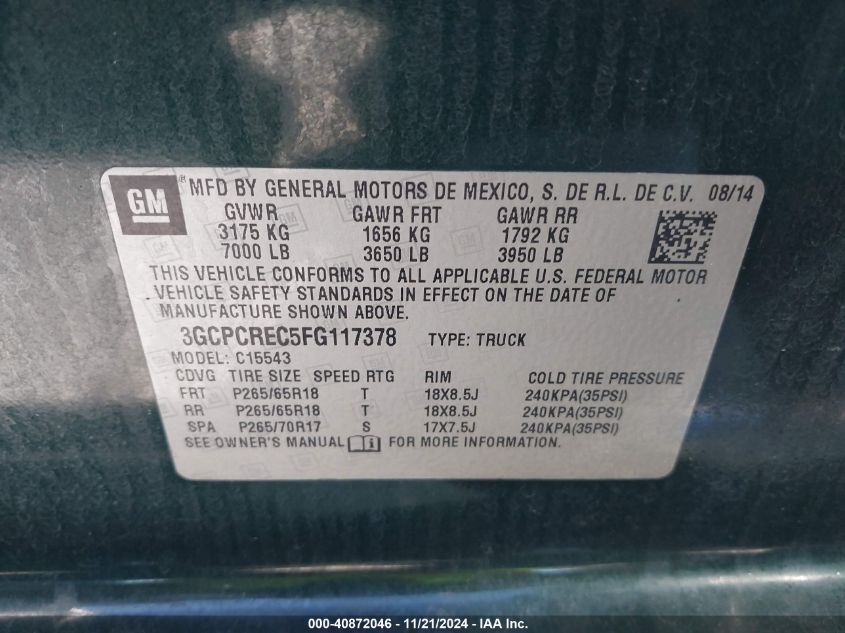 GM
MFD BY GENERAL MOTORS DE MEXICO, S. DE R.L. DE C.V. 08/14
GVWR GAWR FRT GAWR RR
3175 KG 1656 KG 1792 KG
7000 LB 3650 LB 3950 LB
THIS VEHICLE CONFORMS TO ALL APPLICABLE U.S. FEDERAL MOTOR
VEHICLE SAFETY STANDARDS IN EFFECT ON THE DATE OF
MANUFACTURE SHOWN ABOVE.
3GCPCREC5FG117378 TYPE: TRUCK
MODEL: C15543
CDVG TIRE SIZE SPEED RTG RIM COLD TIRE PRESSURE
FRT P265/65R18 T 18X8.5J 240KPA(35PSI)
RR P265/65R18 T 18X8.5J 240KPA(35PSI)
SPA P265/70R17 S 17X7.5J 240KPA(35PSI)
SEE OWNER'S MANUAL FOR MORE INFORMATION.
000-40872046 - 11/21/2024 - IAA Inc.